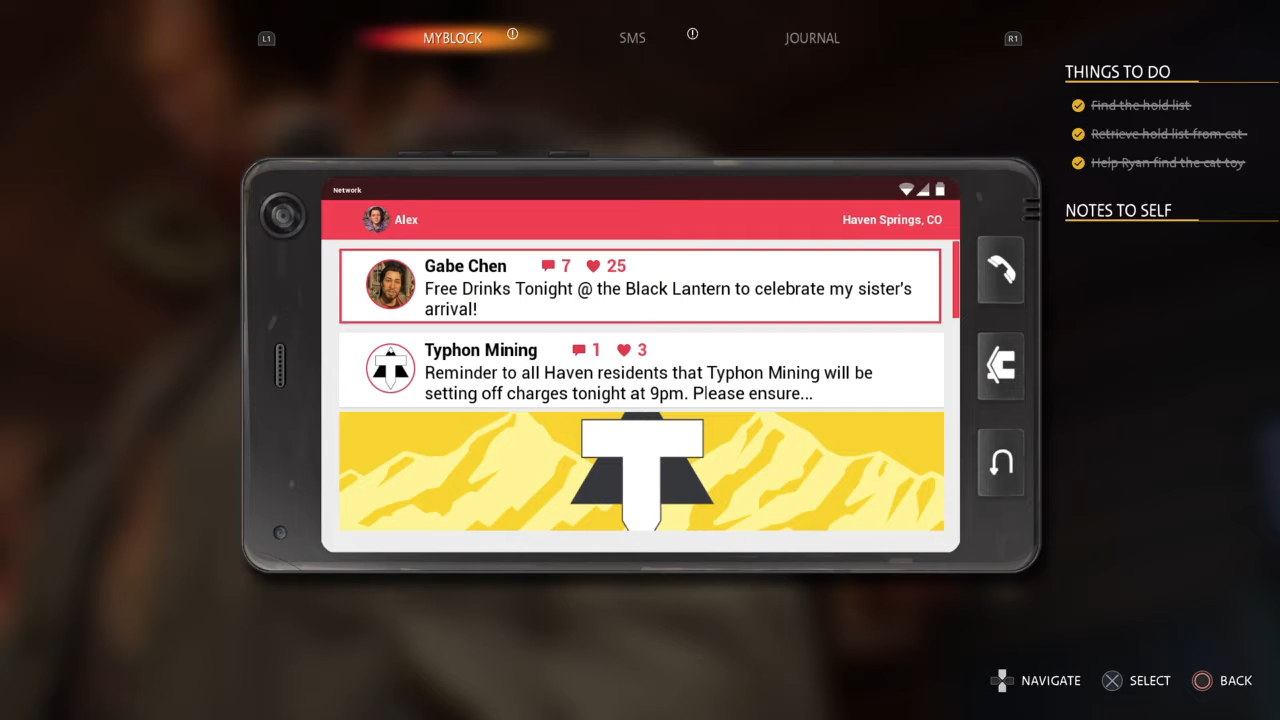 L1
MYBLOCK
SMS
JOURNAL
R1
THINGS TO DO
Find the hold list
Retrieve hold list from cat
Help Ryan find the cat toy
NOTES TO SELF
Network
Alex
Haven Springs, CO
Gabe Chen 7 25
Free Drinks Tonight @ the Black Lantern to celebrate my sister's
arrival!
Typhon Mining 1 3
Reminder to all Haven residents that Typhon Mining will be
setting off charges tonight at 9pm. Please ensure...
NAVIGATE
SELECT
BACK